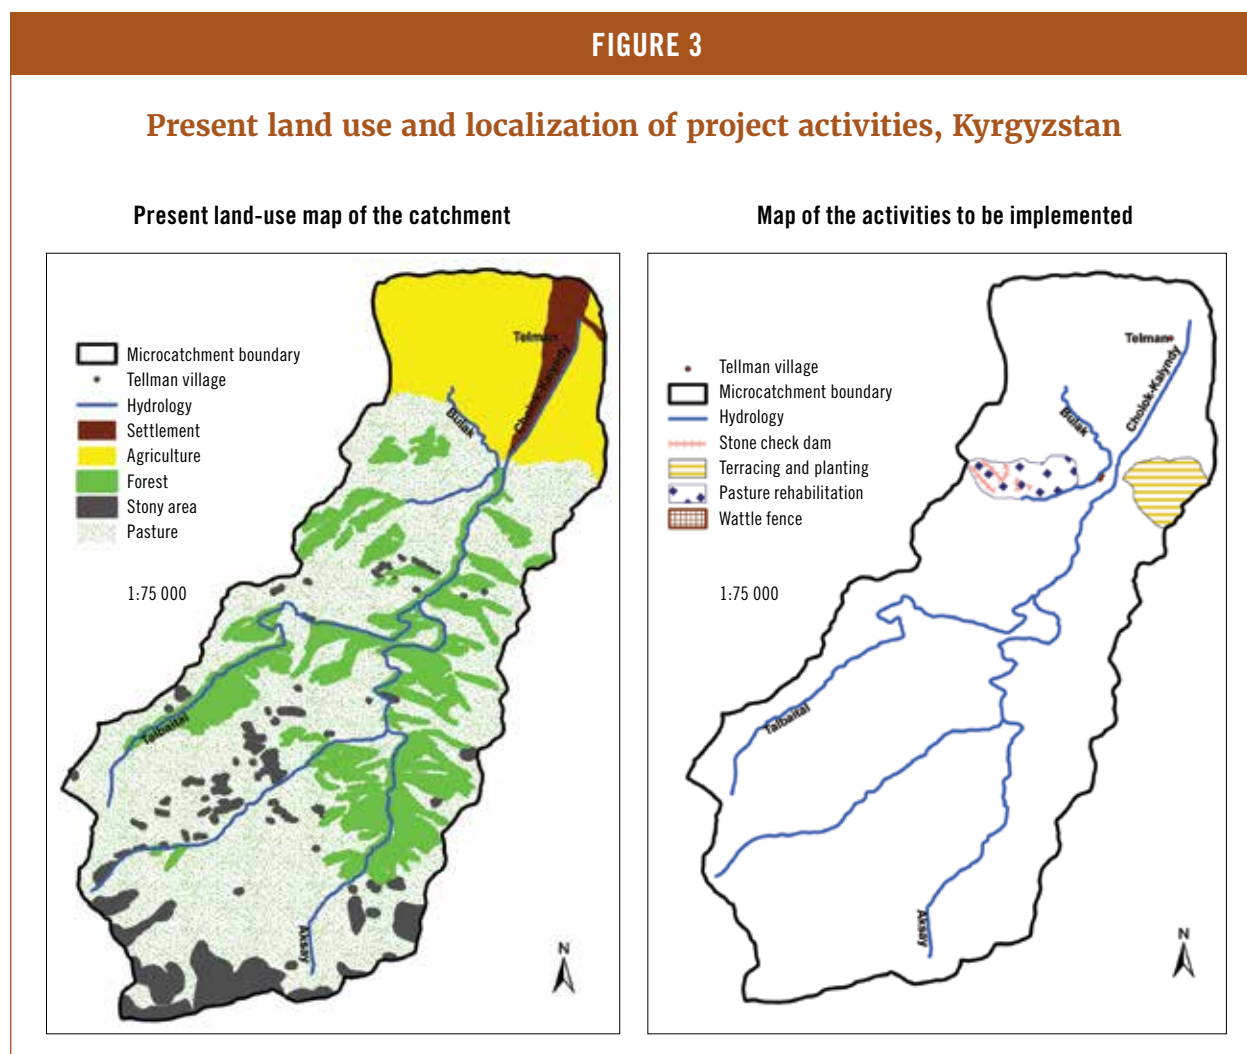 FIGURE 3
Present land use and localization of project activities, Kyrgyzstan
Present land-use map of the catchment
Microcatchment boundary
Tellman village
Hydrology
Settlement
Agriculture
Forest
Stony area
Pasture
1:75 000
Telman
Cholok-Kaiyndy
Bulak
Talbaital
Aksay
N
Map of the activities to be implemented
Tellman village
Microcatchment boundary
Hydrology
Stone check dam
Terracing and planting
Pasture rehabilitation
Wattle fence
1:75 000
Telman
Cholok-Kaiyndy
Bulak
Talbaital
Aksay
N